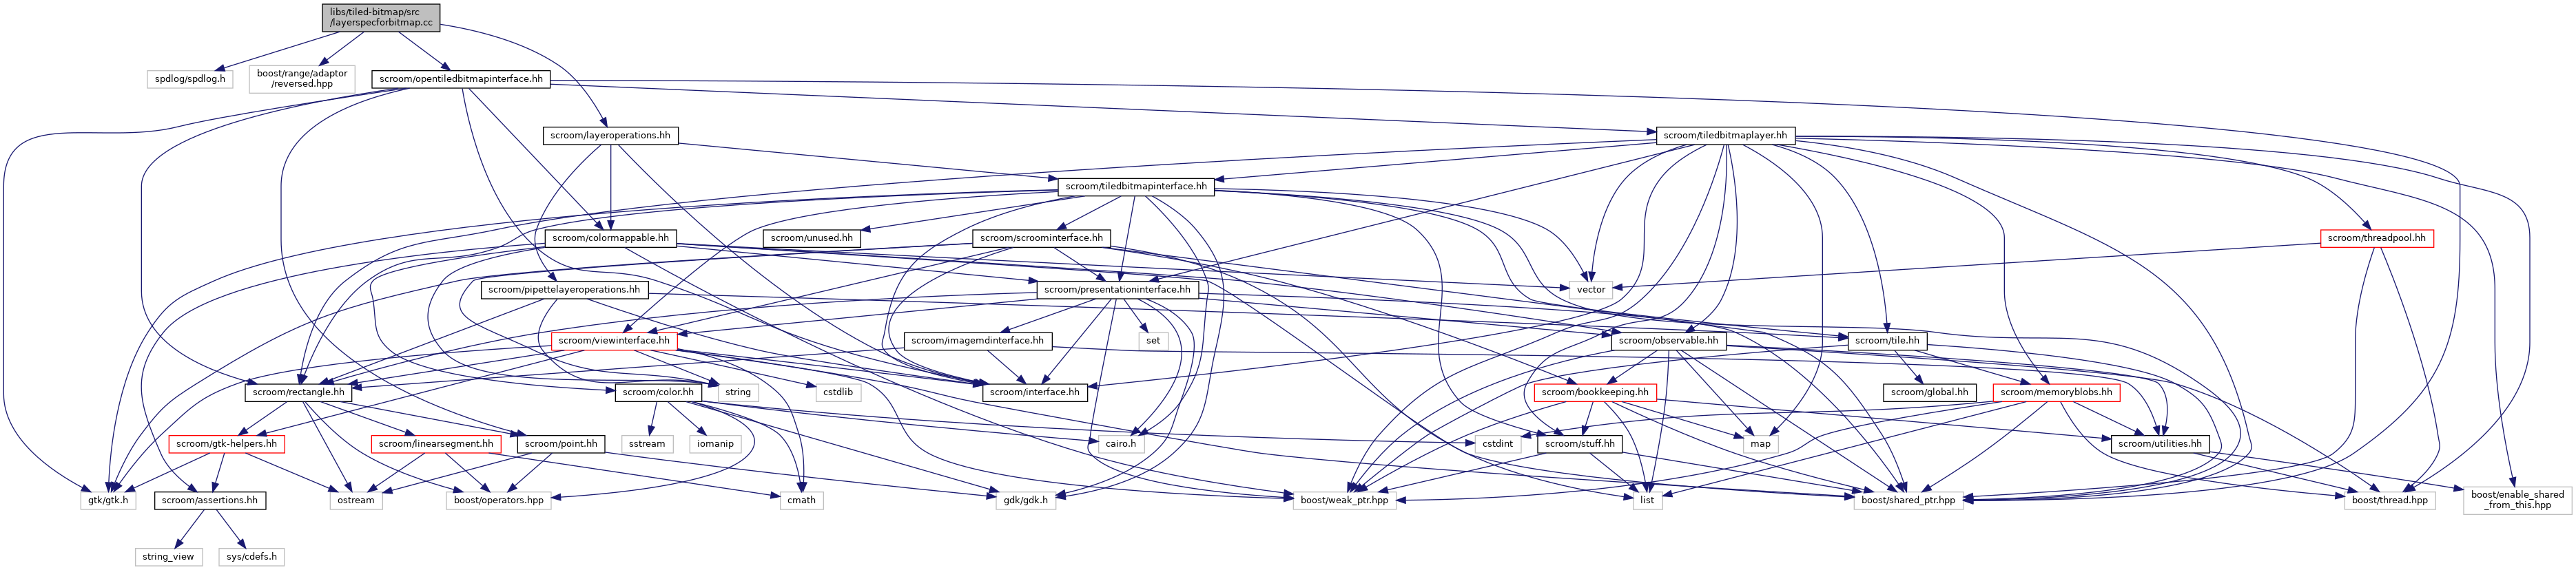 libs/tiled-bitmap/src
/layerspecforbitmap.cc
spdlog/spdlog.h
boost/range/adaptor
/reversed.hpp
scroom/opentiledbitmapinterface.hh
scroom/layeroperations.hh
scroom/tiledbitmaplayer.hh
scroom/tiledbitmapinterface.hh
scroom/colormappable.hh
scroom/unused.hh
scroom/scroominterface.hh
scroom/threadpool.hh
scroom/pipettelayeroperations.hh
scroom/presentationinterface.hh
vector
scroom/viewinterface.hh
scroom/imagemdinterface.hh
set
scroom/observable.hh
scroom/tile.hh
scroom/rectangle.hh
scroom/color.hh
string
cstdlib
scroom/interface.hh
scroom/bookkeeping.hh
scroom/global.hh
scroom/memoryblobs.hh
scroom/gtk-helpers.hh
scroom/linearsegment.hh
scroom/point.hh
sstream
iomanip
cairo.h
cstdint
scroom/stuff.hh
map
scroom/utilities.hh
gtk/gtk.h
scroom/assertions.hh
ostream
boost/operators.hpp
cmath
gdk/gdk.h
boost/weak_ptr.hpp
list
boost/shared_ptr.hpp
boost/thread.hpp
boost/enable_shared
_from_this.hpp
string_view
sys/cdefs.h